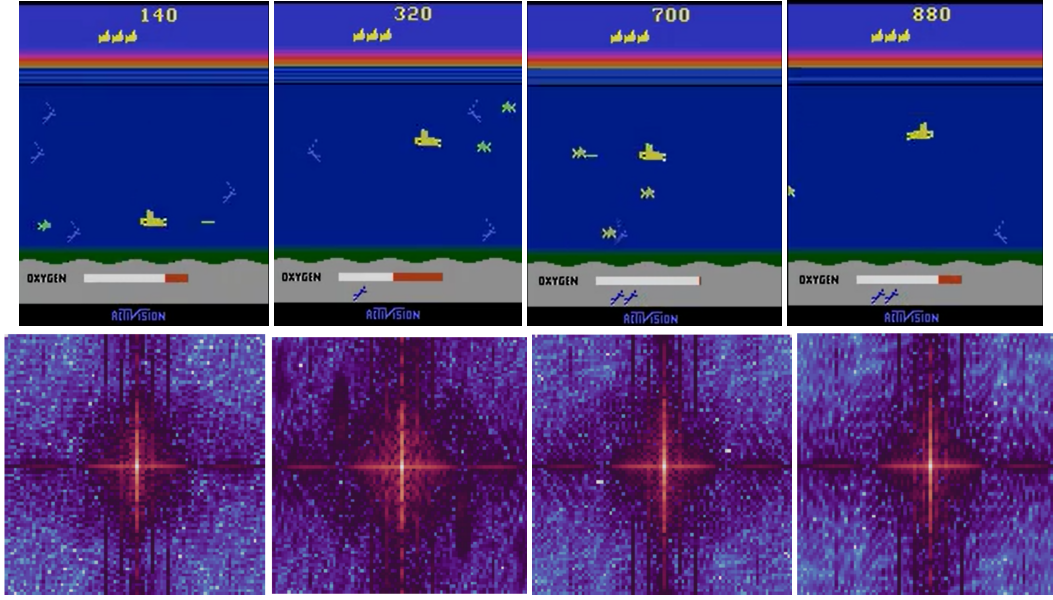 140
320
700
880
OXYGEN
OXYGEN
OXYGEN
OXYGEN
ACTIVISION
ACTIVISION
ACTIVISION
ACTIVISION